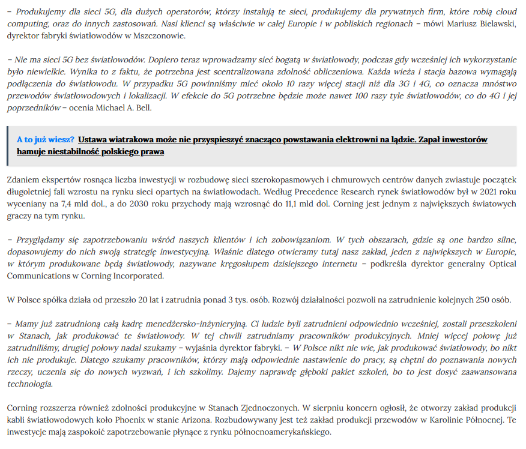 – Produkujemy dla sieci 5G, dla dużych operatorów, którzy instalują te sieci, produkujemy dla prywatnych firm, które robią cloud
computing, oraz do innych zastosowań. Nasi klienci są właściwie w całej Europie i w pobliskich regionach – mówi Mariusz Bielawski,
dyrektor fabryki światłowodów w Mszczonowie.
– Nie ma sieci 5G bez światłowodów. Dopiero teraz wprowadzamy sieć bogatą w światłowody, podczas gdy wcześniej ich wykorzystanie
było niewielkie. Wynika to z faktu, że potrzebna jest scentralizowana zdolność obliczeniowa. Każda wieża i stacja bazowa wymagają
podłączenia do światłowodu. W przypadku 5G powinniśmy mieć około 10 razy więcej stacji niż dla 3G i 4G, co oznacza mnóstwo
przewodów światłowodowych i lokalizacji. W efekcie do 5G potrzebne będzie może nawet 100 razy tyle światłowodów, co do 4G i jej
poprzedników – ocenia Michael A. Bell.
A to już wiesz? Ustawa wiatrakowa może nie przyspieszyć znacząco powstawania elektrowni na lądzie. Zapał inwestorów
hamuje niestabilność polskiego prawa
Zdaniem ekspertów rosnąca liczba inwestycji w rozbudowę sieci szerokopasmowych i chmurowych centrów danych zwiastuje początek
długoletniej fali wzrostu na rynku sieci opartych na światłowodach. Według Precedence Research rynek światłowodów był w 2021 roku
wyceniany na 7,4 mld dol., a do 2030 roku przychody mają wzrosnąć do 11,1 mld dol. Corning jest jednym z największych światowych
graczy na tym rynku.
– Przyglądamy się zapotrzebowaniu wśród naszych klientów i ich zobowiązaniom. W tych obszarach, gdzie są one bardzo silne,
dopasowujemy do nich swoją strategię inwestycyjną. Właśnie dlatego otwieramy tutaj nasz zakład, jeden z największych w Europie,
w którym produkowane będą światłowody, nazywane kręgosłupem dzisiejszego internetu – podkreśla dyrektor generalny Optical
Communications w Corning Incorporated.
W Polsce spółka działa od przeszło 20 lat i zatrudnia ponad 3 tys. osób. Rozwój działalności pozwoli na zatrudnienie kolejnych 250 osób.
– Mamy już zatrudnioną całą kadrę menedżersko-inżynieryjną. Ci ludzie byli zatrudnieni odpowiednio wcześniej, zostali przeszkoleni
w Stanach, jak produkować te światłowody. W tej chwili zatrudniamy pracowników produkcyjnych. Mniej więcej połowę już
zatrudniliśmy, drugiej połowy nadal szukamy – wyjaśnia dyrektor fabryki. – W Polsce nikt nie wie, jak produkować światłowody, bo nikt
ich nie produkuje. Dlatego szukamy pracowników, którzy mają odpowiednie nastawienie do pracy, są chętni do poznawania nowych
rzeczy, uczenia się do nowych wyzwań, i ich szkolimy. Dajemy naprawdę głęboki pakiet szkoleń, bo to jest dosyć zaawansowana
technologia.
Corning rozszerza również zdolności produkcyjne w Stanach Zjednoczonych. W sierpniu koncern ogłosił, że otworzy zakład produkcji
kabli światłowodowych koło Phoenix w stanie Arizona. Rozbudowywany jest też zakład produkcji przewodów w Karolinie Północnej. Te
inwestycje mają zaspokoić zapotrzebowanie płynące z rynku północnoamerykańskiego.